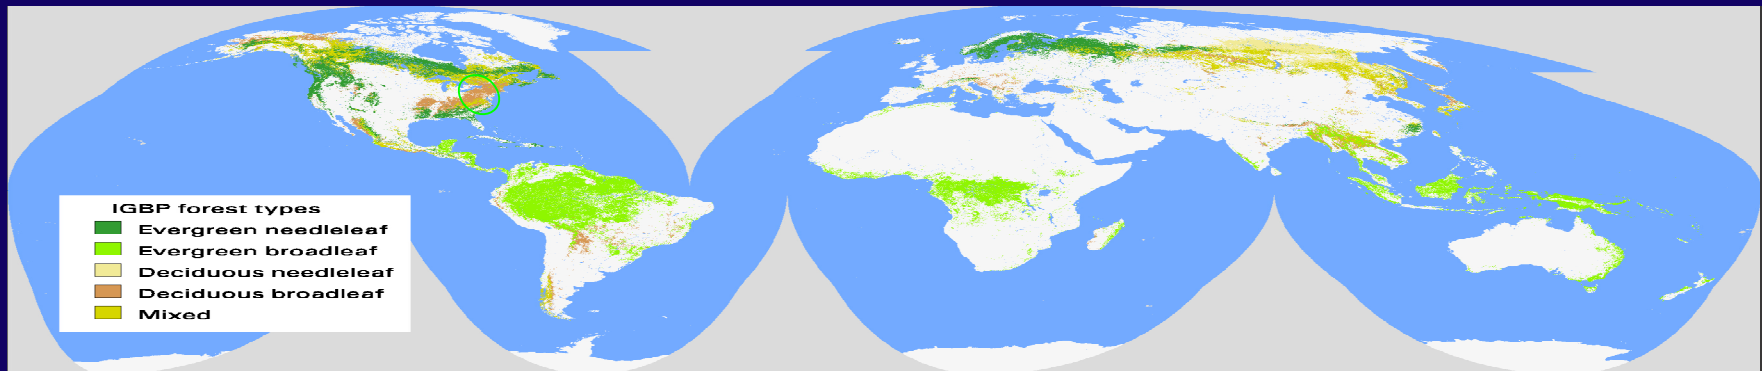 IGBP forest types
Evergreen needleleaf
Evergreen broadleaf
Deciduous needleleaf
Deciduous broadleaf
Mixed